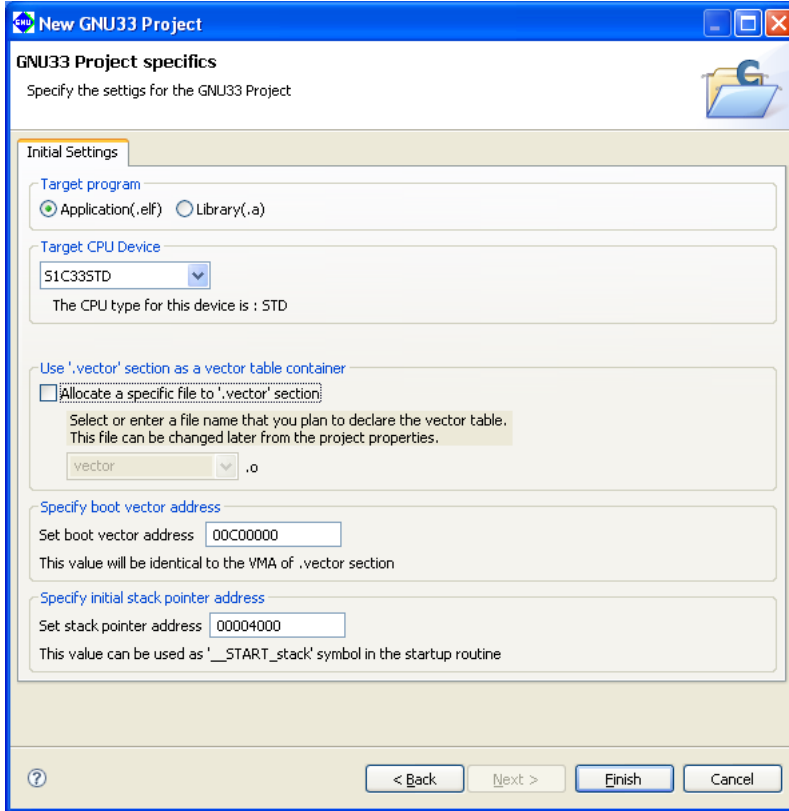 New GNU33 Project
GNU33 Project specifics
Specify the settigs for the GNU33 Project
Initial Settings
Target program
Application(.elf) Library(.a)
Target CPU Device
S1C33STD
The CPU type for this device is : STD
Use '.vector' section as a vector table container
Allocate a specific file to '.vector' section
Select or enter a file name that you plan to declare the vector table.
This file can be changed later from the project properties.
vector .o
Specify boot vector address
Set boot vector address 00C00000
This value will be identical to the VMA of .vector section
Specify initial stack pointer address
Set stack pointer address 00004000
This value can be used as '__START_stack' symbol in the startup routine
? < Back Next > Finish Cancel